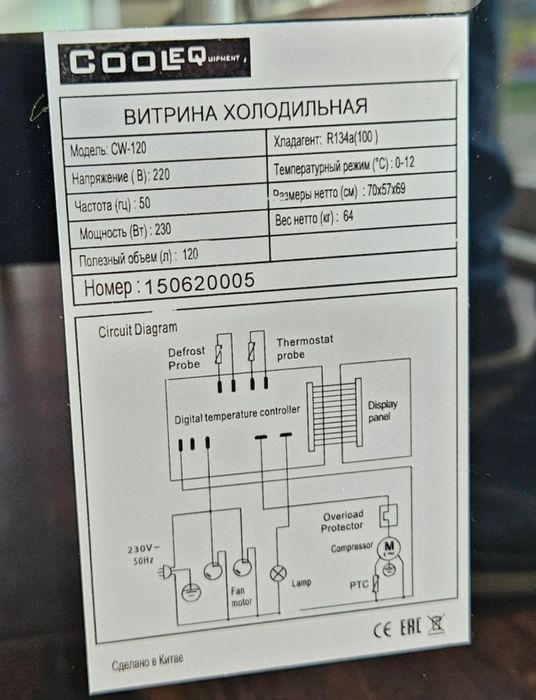 COOLEQUIPMENT
ВИТРИНА ХОЛОДИЛЬНАЯ
Модель: CW-120
Хладагент: R134a(100)
Напряжение ( В): 220
Температурный режим (°C): 0-12
Частота (гц) : 50
Размеры нетто (см) : 70x57x69
Мощность (Вт) : 230
Вес нетто (кг) : 64
Полезный объем (л) : 120
Номер : 150620005
Circuit Diagram
Defrost
Probe
Thermostat
probe
Digital temperature controller
Display
panel
Overload
Protector
230V~
50Hz
Compressor
M
Fan
motor
Lamp
PTC
CE EAC
Сделано в Китае